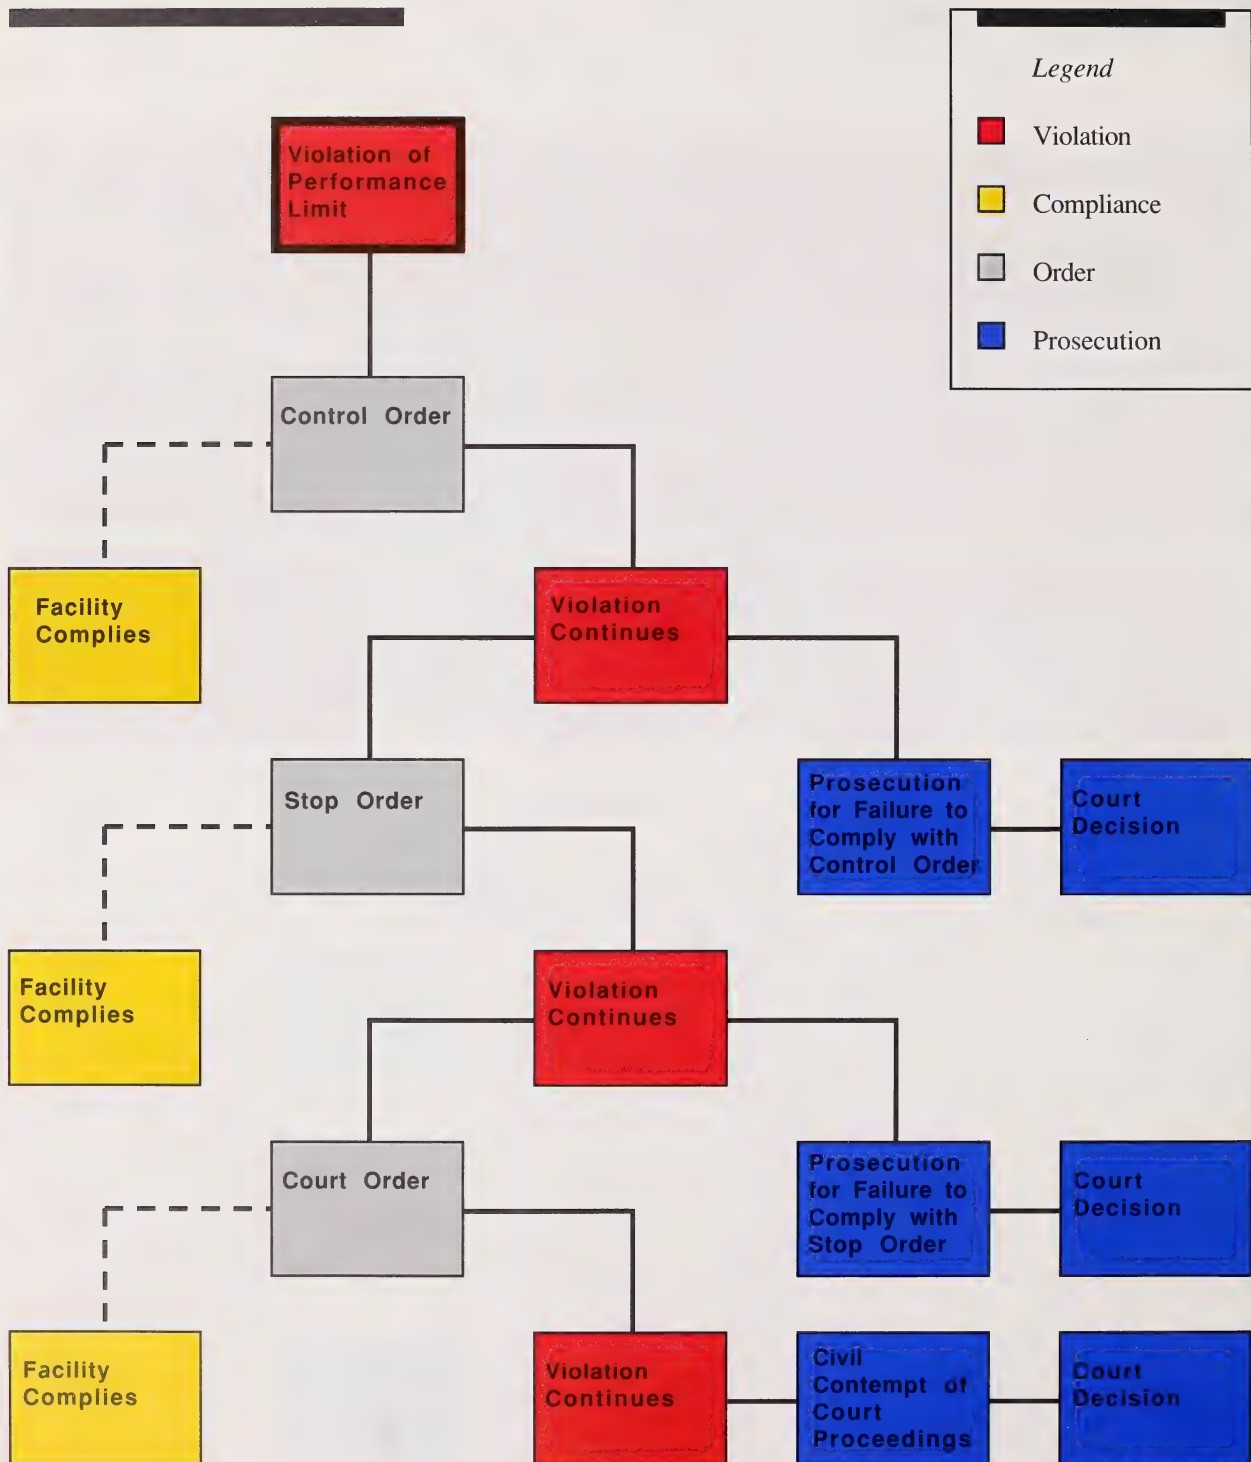 Legend
Violation
Compliance
Order
Prosecution
Violation of
Performance
Limit
Control Order
Facility
Complies
Violation
Continues
Stop Order
Prosecution
for Failure to
Comply with
Control Order
Court
Decision
Facility
Complies
Violation
Continues
Court Order
Prosecution
for Failure to
Comply with
Stop Order
Court
Decision
Facility
Complies
Violation
Continues
Civil
Contempt of
Court
Proceedings
Court
Decision